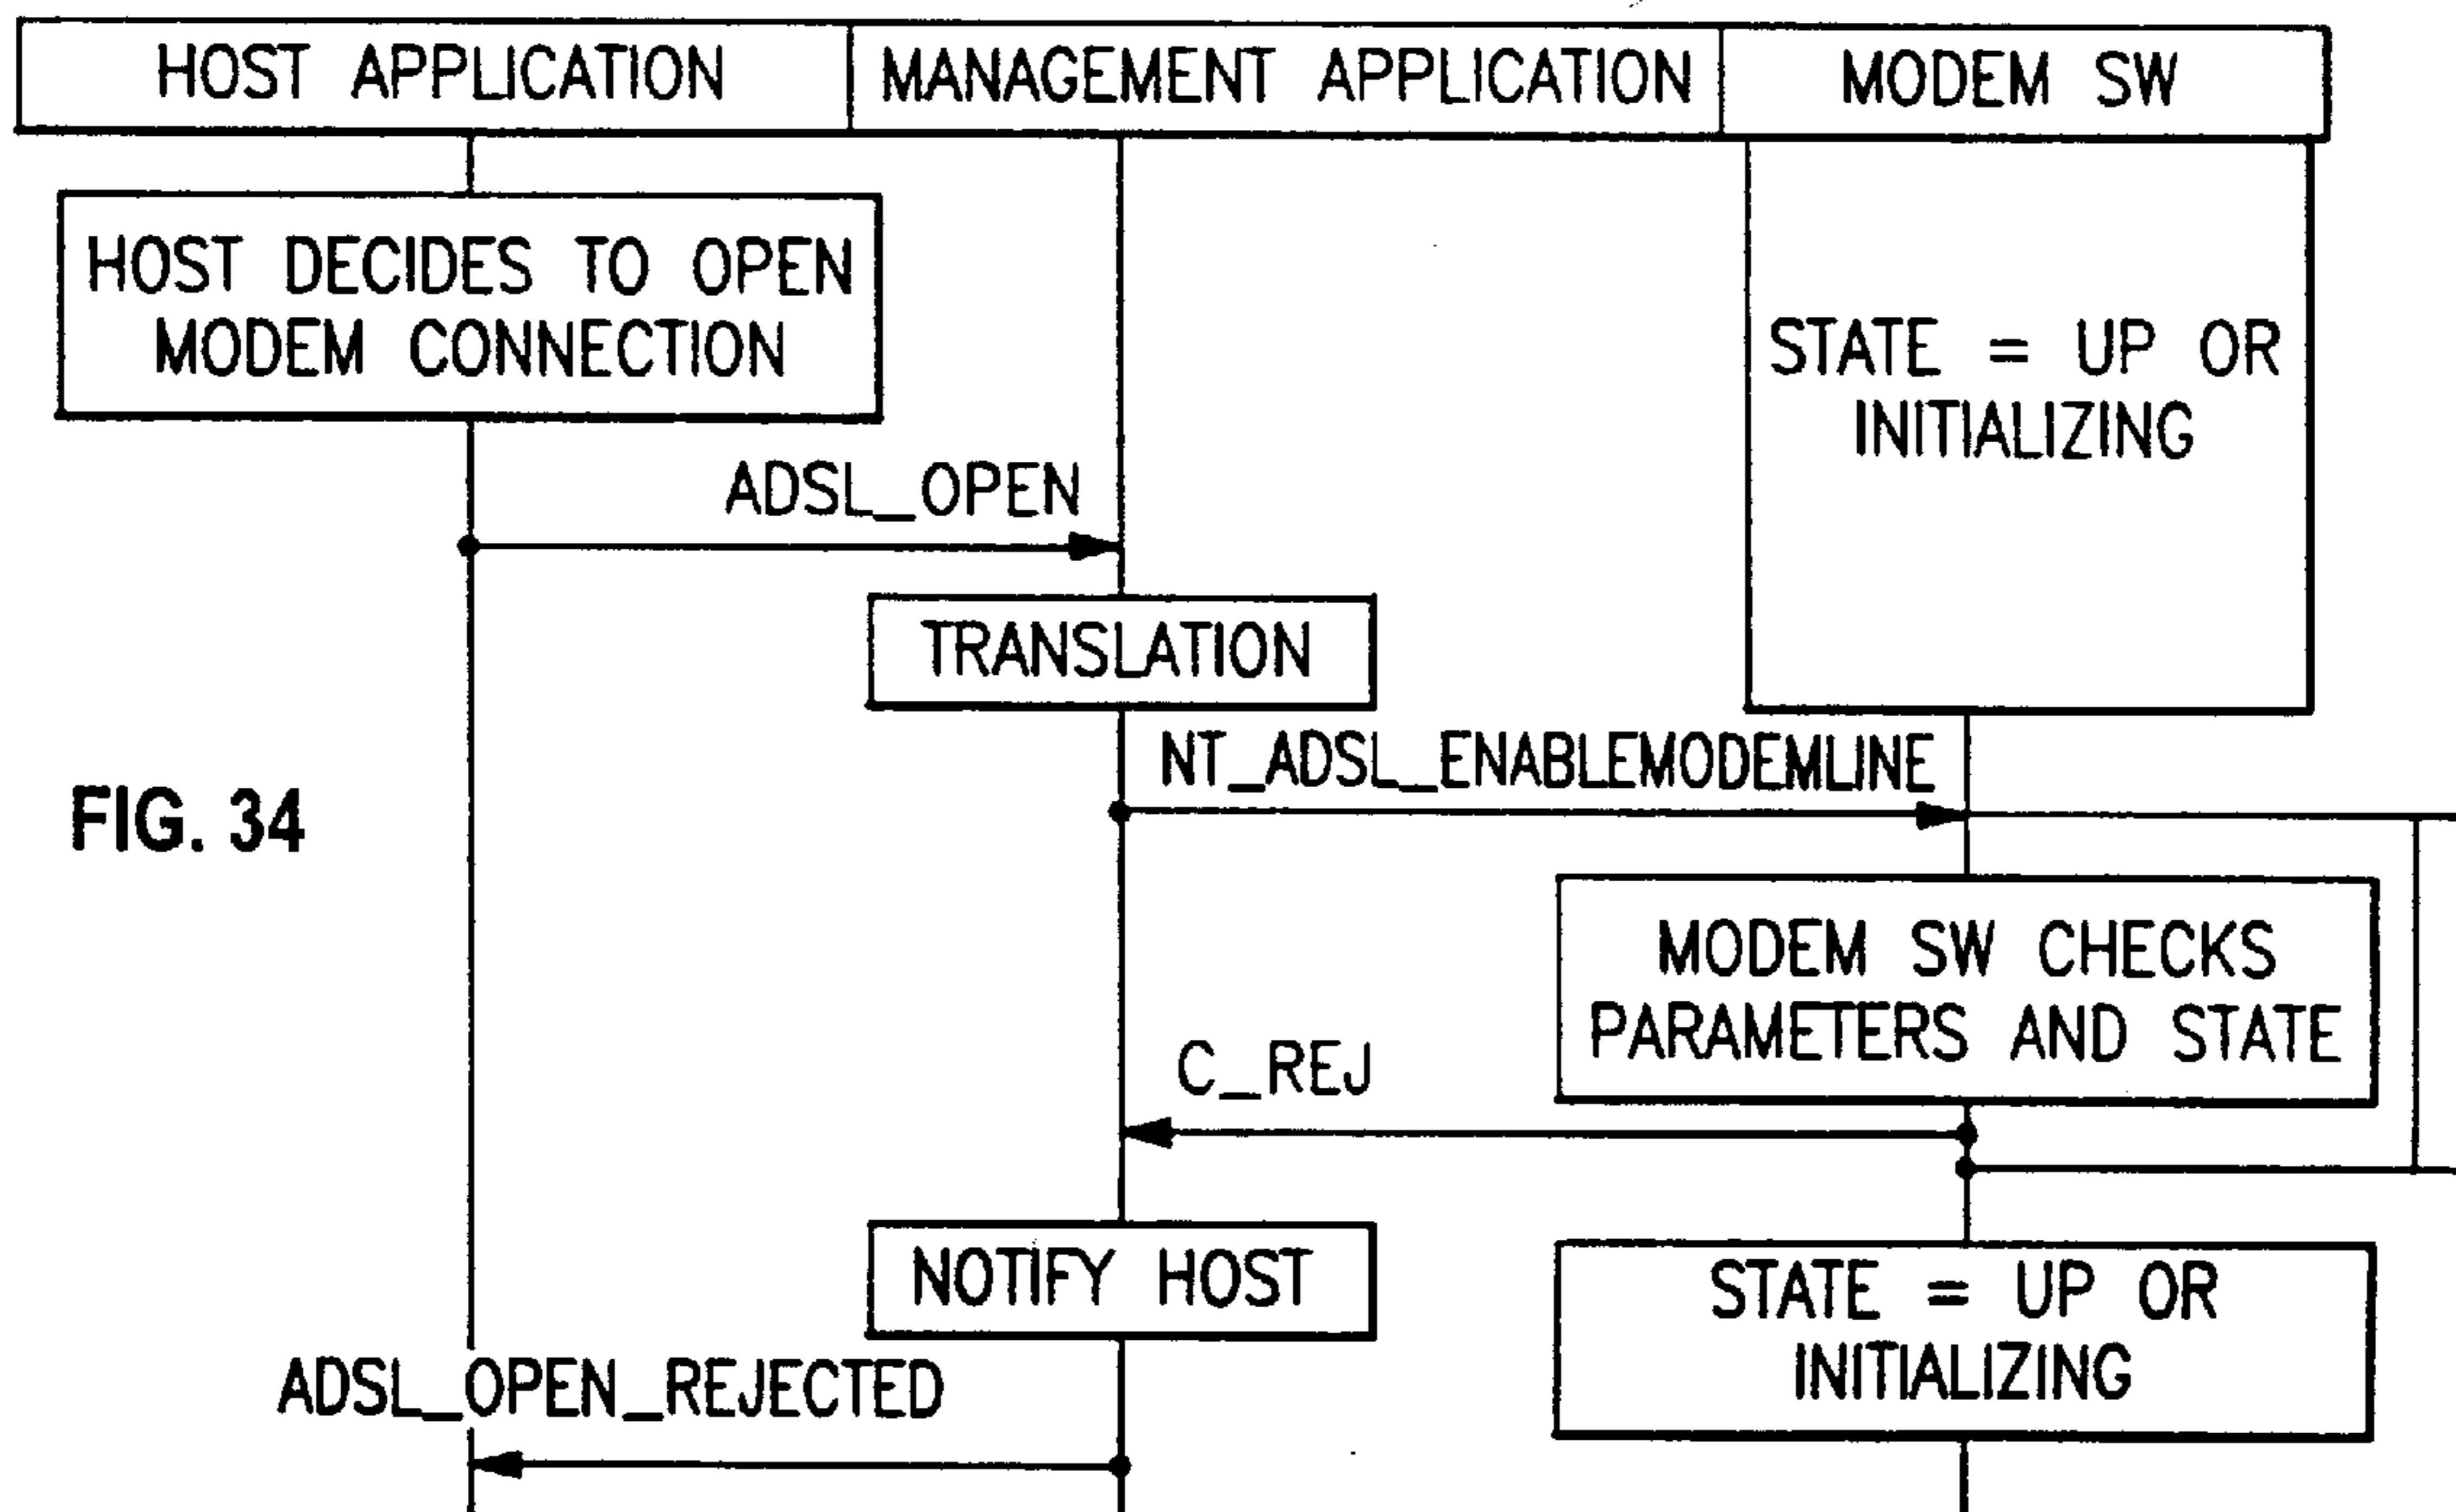 HOST APPLICATION
MANAGEMENT APPLICATION
MODEM SW
HOST DECIDES TO OPEN
MODEM CONNECTION
STATE = UP OR
INITIALIZING
ADSL_OPEN
TRANSLATION
NT_ADSL_ENABLEMODEMLINE
FIG. 34
MODEM SW CHECKS
PARAMETERS AND STATE
C_REJ
NOTIFY HOST
STATE = UP OR
INITIALIZING
ADSL_OPEN_REJECTED